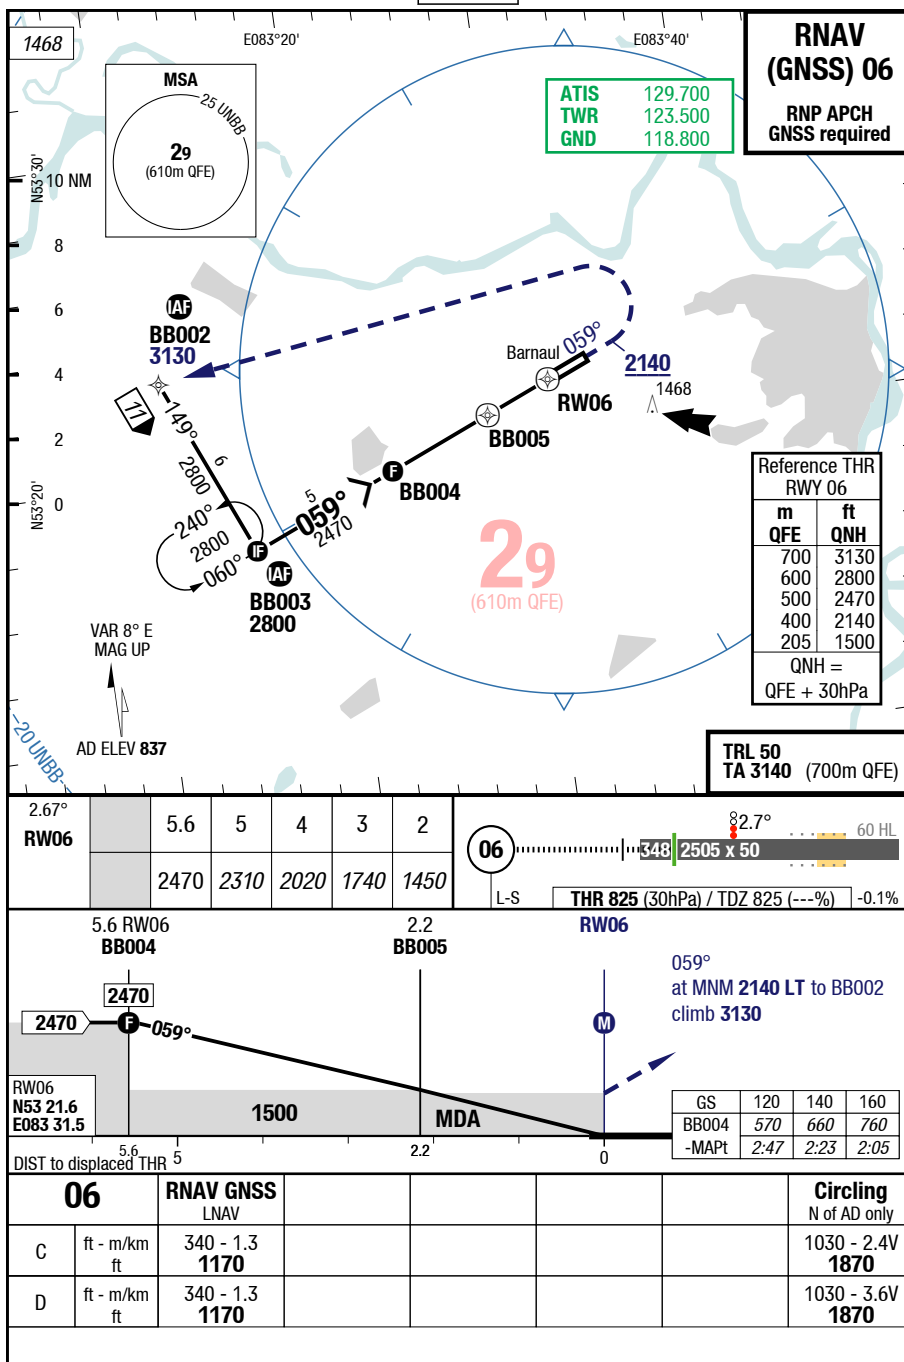 1468
E083°20'
E083°40'
RNAV
(GNSS) 06
RNP APCH
GNSS required
MSA
25 UNBB
29
(610m QFE)
ATIS 129.700
TWR 123.500
GND 118.800
N53°30'
10 NM
8
6
4
2
0
N53°20'
IAF
BB002
3130
11
149°
6
2800
240°
2800
060°
IF
IAF
BB003
2800
5
059°
2470
F
BB004
BB005
Barnaul
059°
RW06
2140
1468
29
(610m QFE)
Reference THR
RWY 06
m ft
QFE QNH
700 3130
600 2800
500 2470
400 2140
205 1500
QNH =
QFE + 30hPa
VAR 8° E
MAG UP
AD ELEV 837
20 UNBB
TRL 50
TA 3140 (700m QFE)
2.67°
RW06
5.6 5 4 3 2
2470 2310 2020 1740 1450
06
L-S
348 2505 x 50
2.7°
60 HL
THR 825 (30hPa) / TDZ 825 (---%)
-0.1%
5.6 RW06
BB004
2.2
BB005
RW06
2470
2470
F
059°
M
059°
at MNM 2140 LT to BB002
climb 3130
RW06
N53 21.6
E083 31.5
1500
MDA
GS 120 140 160
BB004 570 660 760
-MAPt 2:47 2:23 2:05
DIST to displaced THR
5.6 5 2.2 0
06
RNAV GNSS
LNAV
Circling
N of AD only
C
ft - m/km
ft
340 - 1.3
1170
1030 - 2.4V
1870
D
ft - m/km
ft
340 - 1.3
1170
1030 - 3.6V
1870